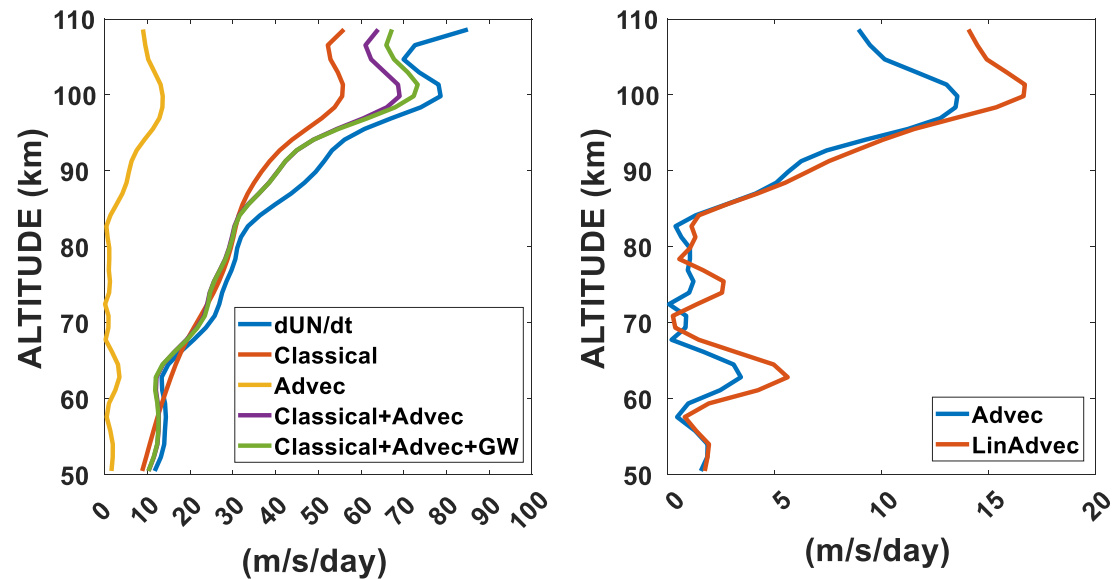 110
100
90
80
70
60
50
ALTITUDE (km)
dUN/dt
Classical
Advec
Classical+Advec
Classical+Advec+GW
0
10
20
30
40
50
60
70
80
90
100
(m/s/day)
110
100
90
80
70
60
50
ALTITUDE (km)
Advec
LinAdvec
0
5
10
15
20
(m/s/day)